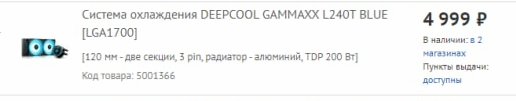 Система охлаждения DEEPCOOL GAMMAXX L240T BLUE
[LGA1700]
[120 мм - две секции, 3 pin, радиатор - алюминий, TDP 200 Вт]
Код товара: 5001366
4 999 ₽
В наличии: в 2
магазинах
Пункты выдачи:
доступны